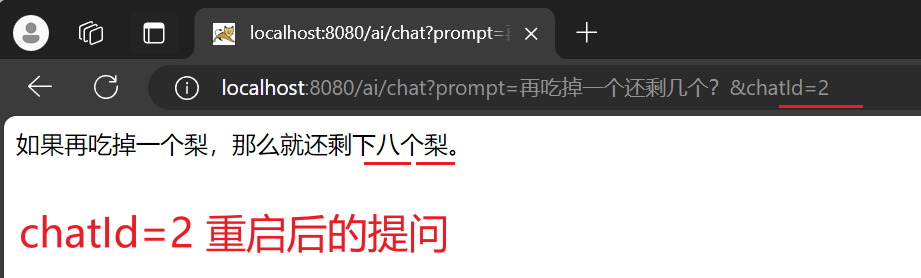 localhost:8080/ai/chat?prompt=
localhost:8080/ai/chat?prompt=再吃掉一个还剩几个？&chatId=2
如果再吃掉一个梨，那么就还剩下八个梨。
chatId=2 重启后的提问